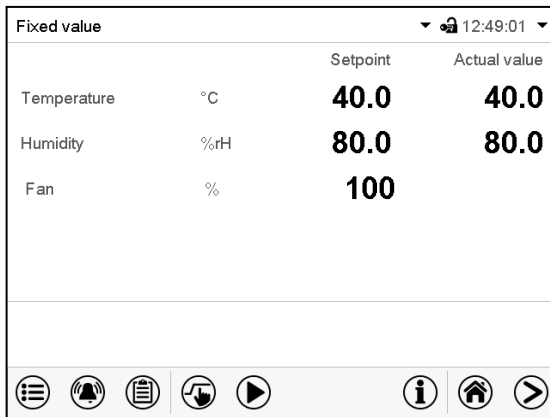 Fixed value 12:49:01
Setpoint Actual value
Temperature °C 40.0 40.0
Humidity %rH 80.0 80.0
Fan % 100